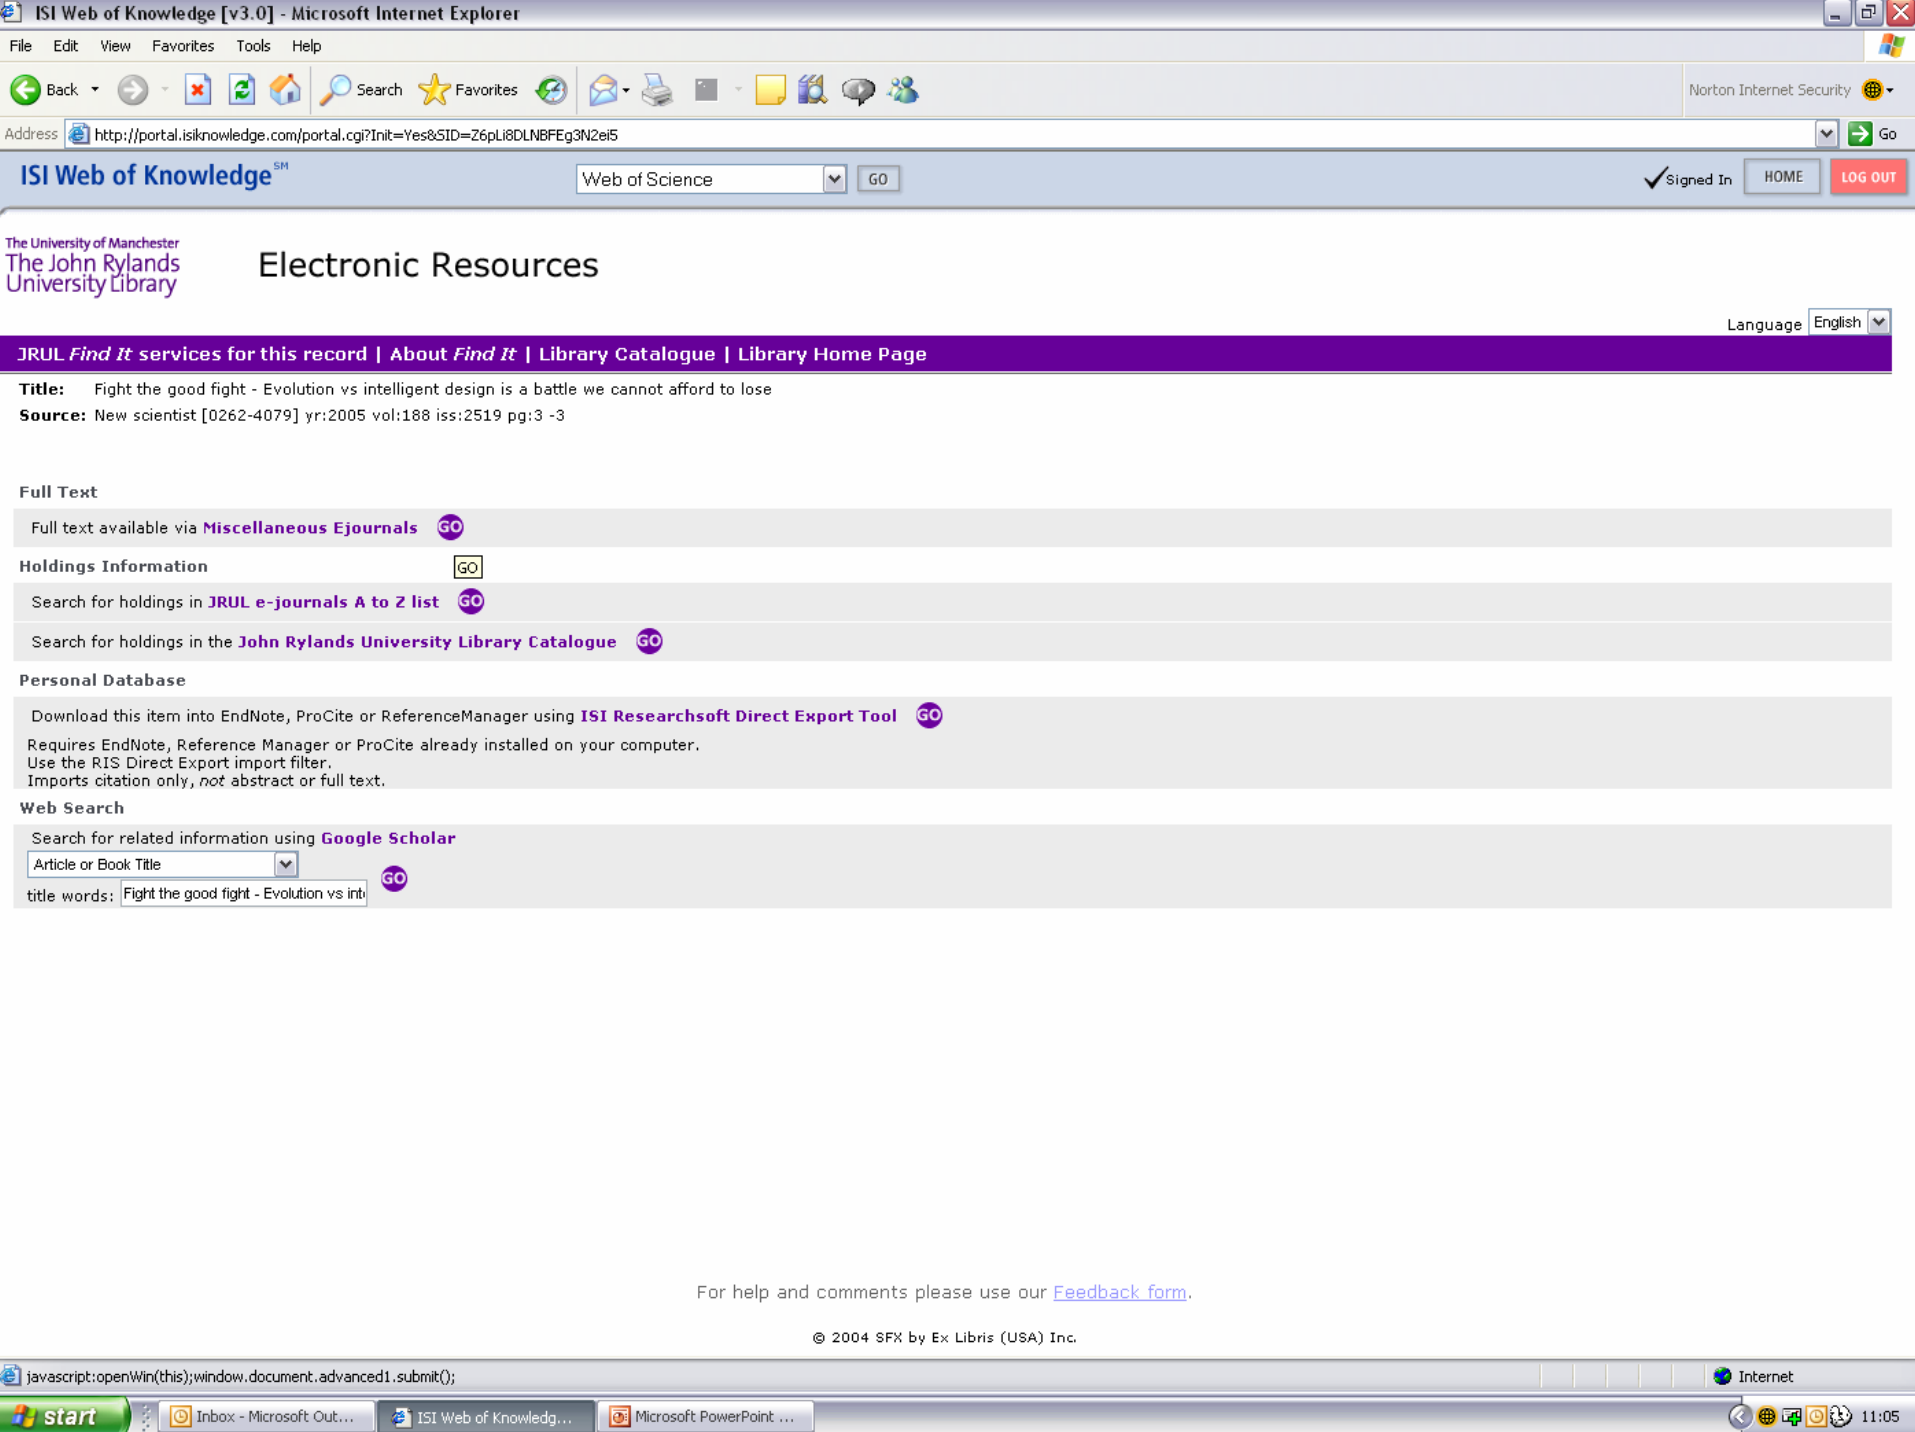 ISI Web of Knowledge [v3.0] - Microsoft Internet Explorer
File Edit View Favorites Tools Help
Back Search Favorites Norton Internet Security
Address http://portal.isiknowledge.com/portal.cgi?Init=Yes&SID=Z6pLi8DLNBFEg3N2ei5 Go
ISI Web of Knowledge SM Web of Science GO Signed In HOME LOG OUT
The University of Manchester
The John Rylands
University Library
Electronic Resources
Language English
JRUL Find It services for this record | About Find It | Library Catalogue | Library Home Page
Title: Fight the good fight - Evolution vs intelligent design is a battle we cannot afford to lose
Source: New scientist [0262-4079] yr:2005 vol:188 iss:2519 pg:3 -3
Full Text
Full text available via Miscellaneous Ejournals GO
Holdings Information GO
Search for holdings in JRUL e-journals A to Z list GO
Search for holdings in the John Rylands University Library Catalogue GO
Personal Database
Download this item into EndNote, ProCite or ReferenceManager using ISI Researchsoft Direct Export Tool GO
Requires EndNote, Reference Manager or ProCite already installed on your computer.
Use the RIS Direct Export import filter.
Imports citation only, not abstract or full text.
Web Search
Search for related information using Google Scholar
Article or Book Title
GO
title words: Fight the good fight - Evolution vs int
For help and comments please use our Feedback form.
© 2004 SFX by Ex Libris (USA) Inc.
javascript:openWin(this);window.document.advanced1.submit(); Internet
start Inbox - Microsoft Out... ISI Web of Knowledg... Microsoft PowerPoint ... 11:05